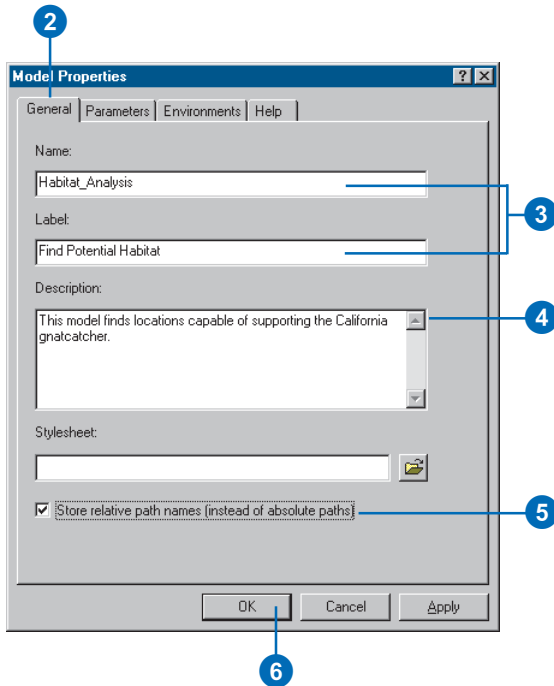 2
Model Properties
General Parameters Environments Help
Name:
Habitat_Analysis
3
Label:
Find Potential Habitat
Description:
This model finds locations capable of supporting the California
gnatcatcher.
4
Stylesheet:
Store relative path names (instead of absolute paths)
5
OK Cancel Apply
6